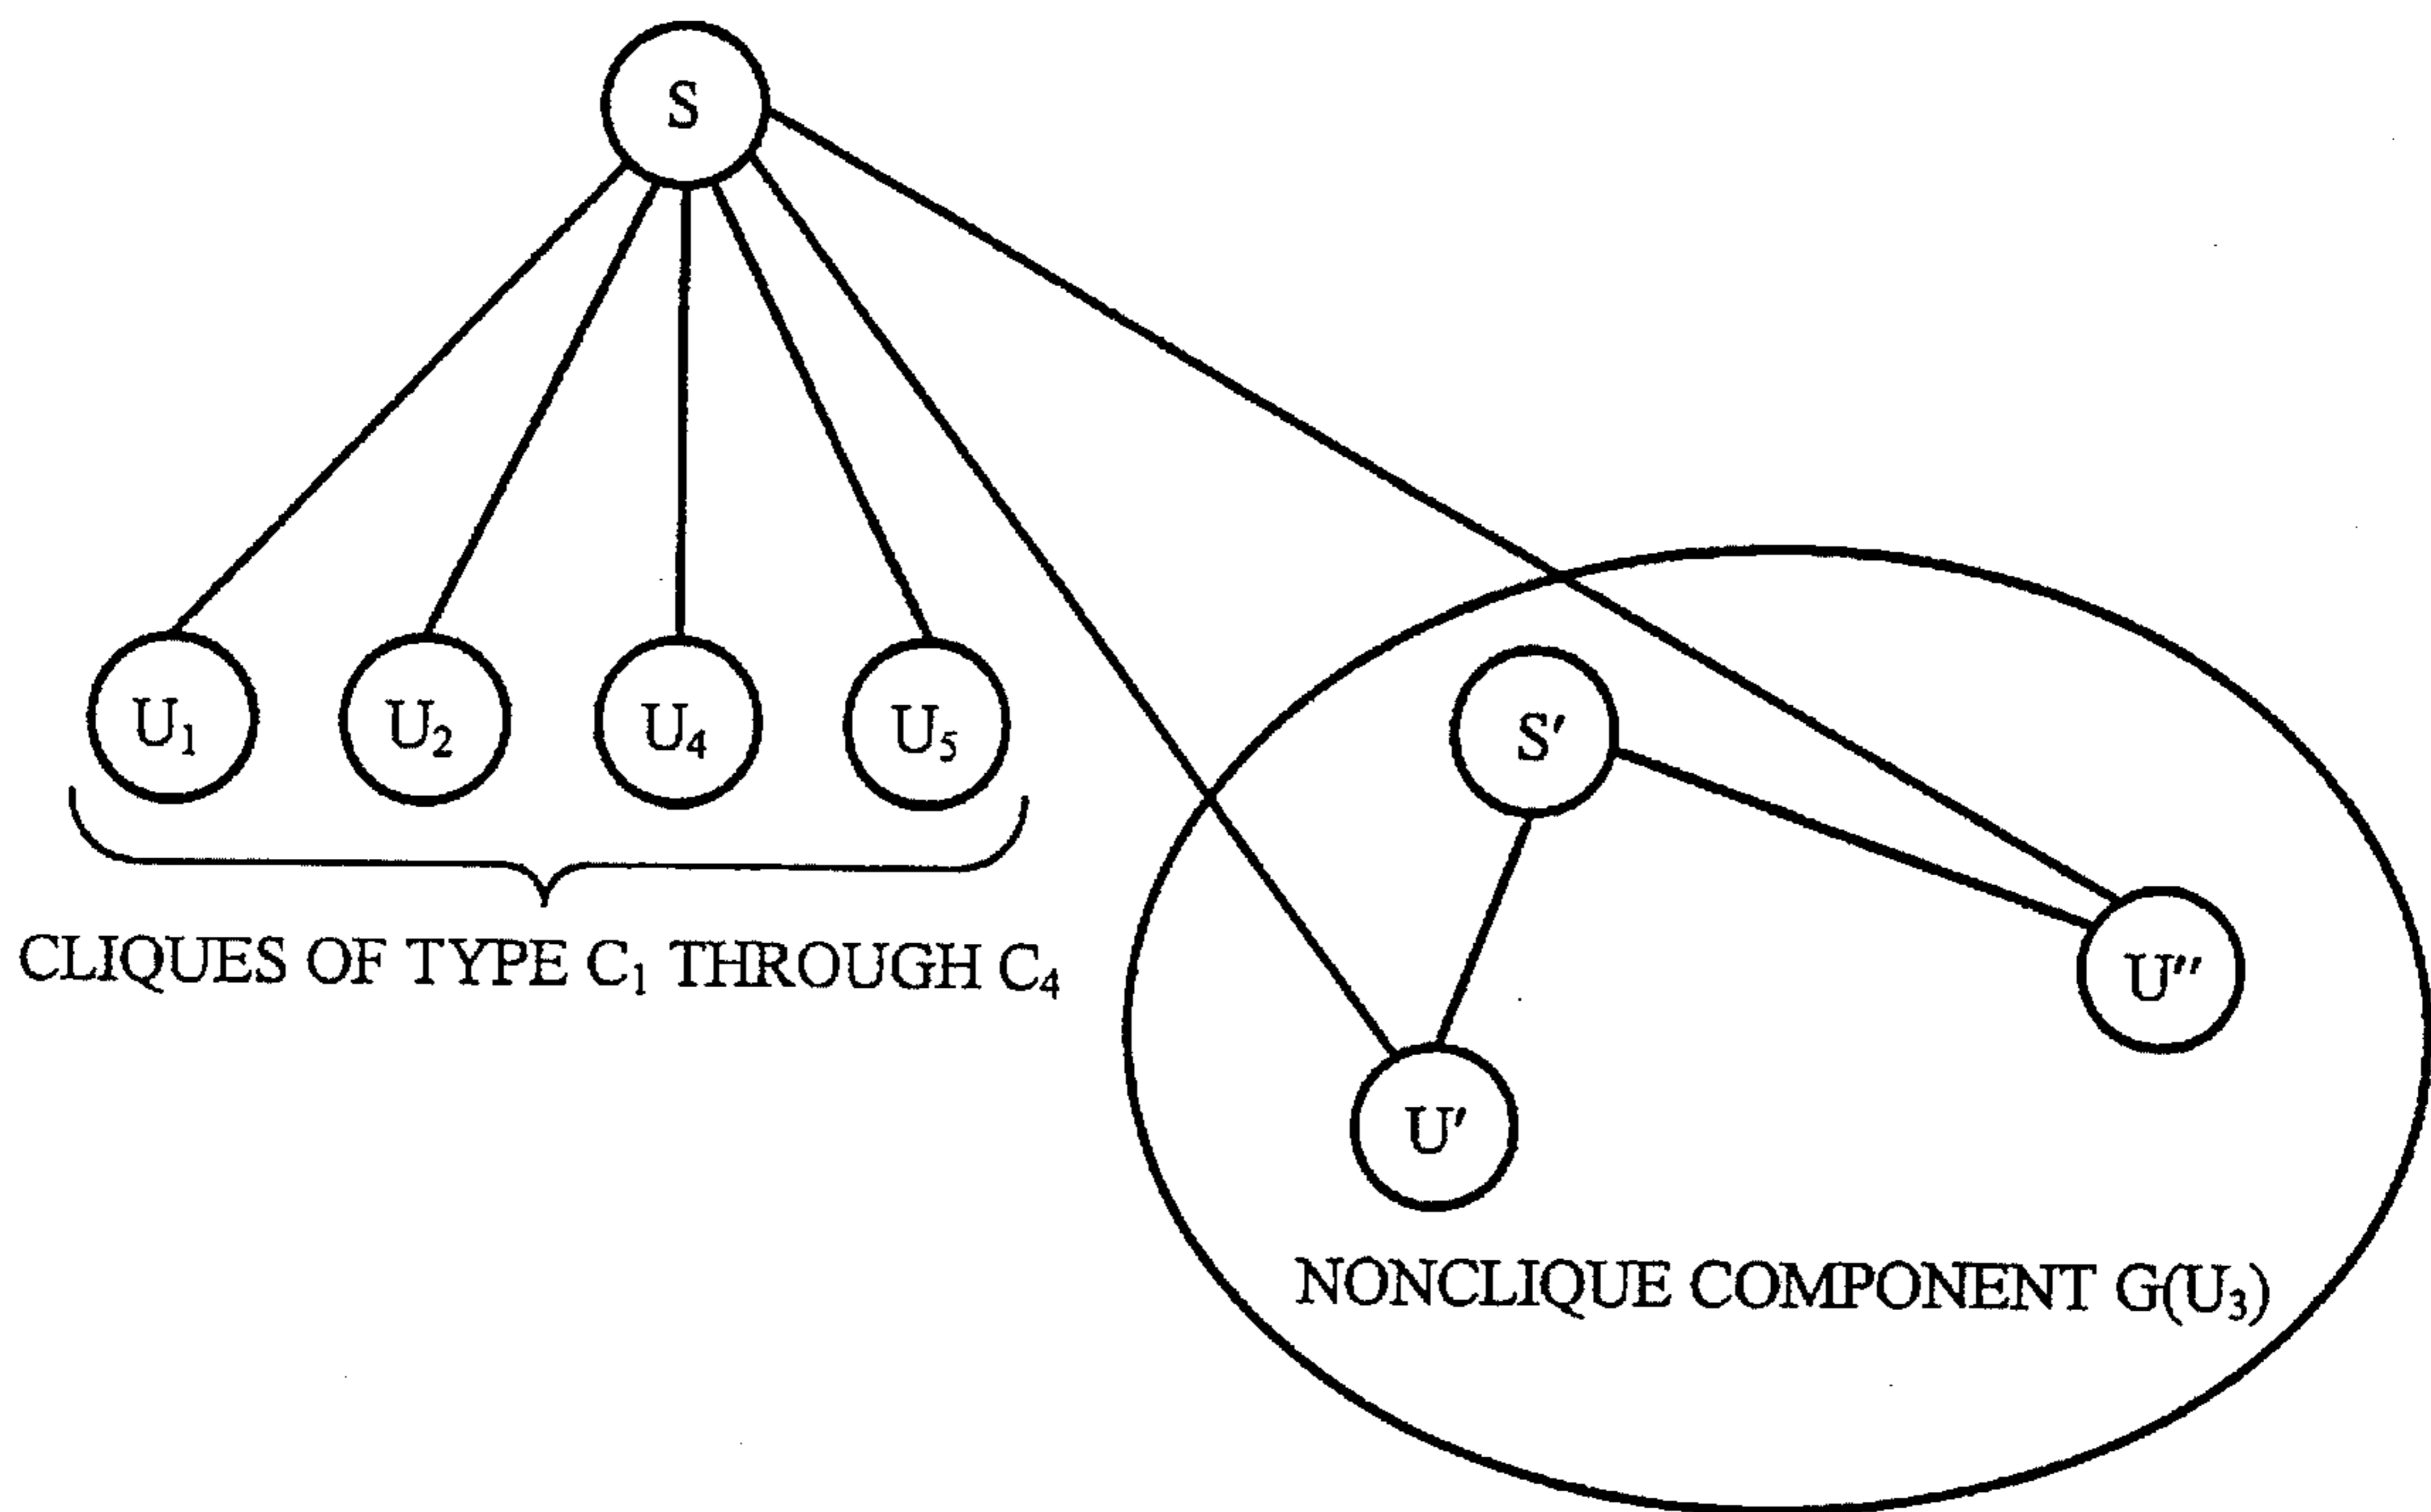 S
U₁
U₂
U₄
U₅
S′
U″
CLIQUES OF TYPE C₁ THROUGH C₄
U′
NONCLIQUE COMPONENT G(U₃)